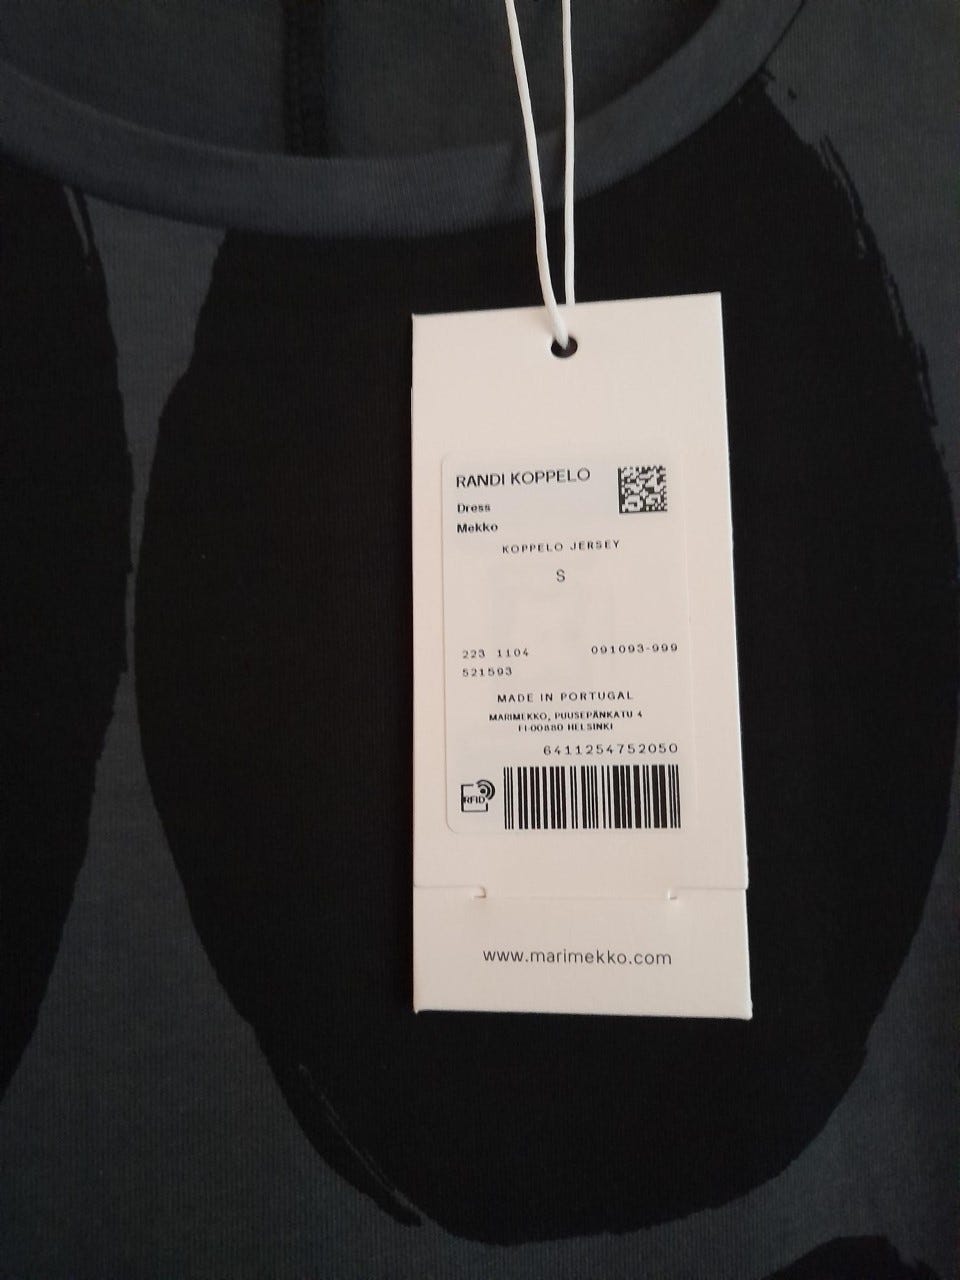 RANDI KOPPELO
Dress
Mekko
KOPPELO JERSEY
S
223 1104 091093-999
521593
MADE IN PORTUGAL
MARIMEKKO, PUUSEPÄNKATU 4
FI-00880 HELSINKI
6411254752050
RFID
www.marimekko.com